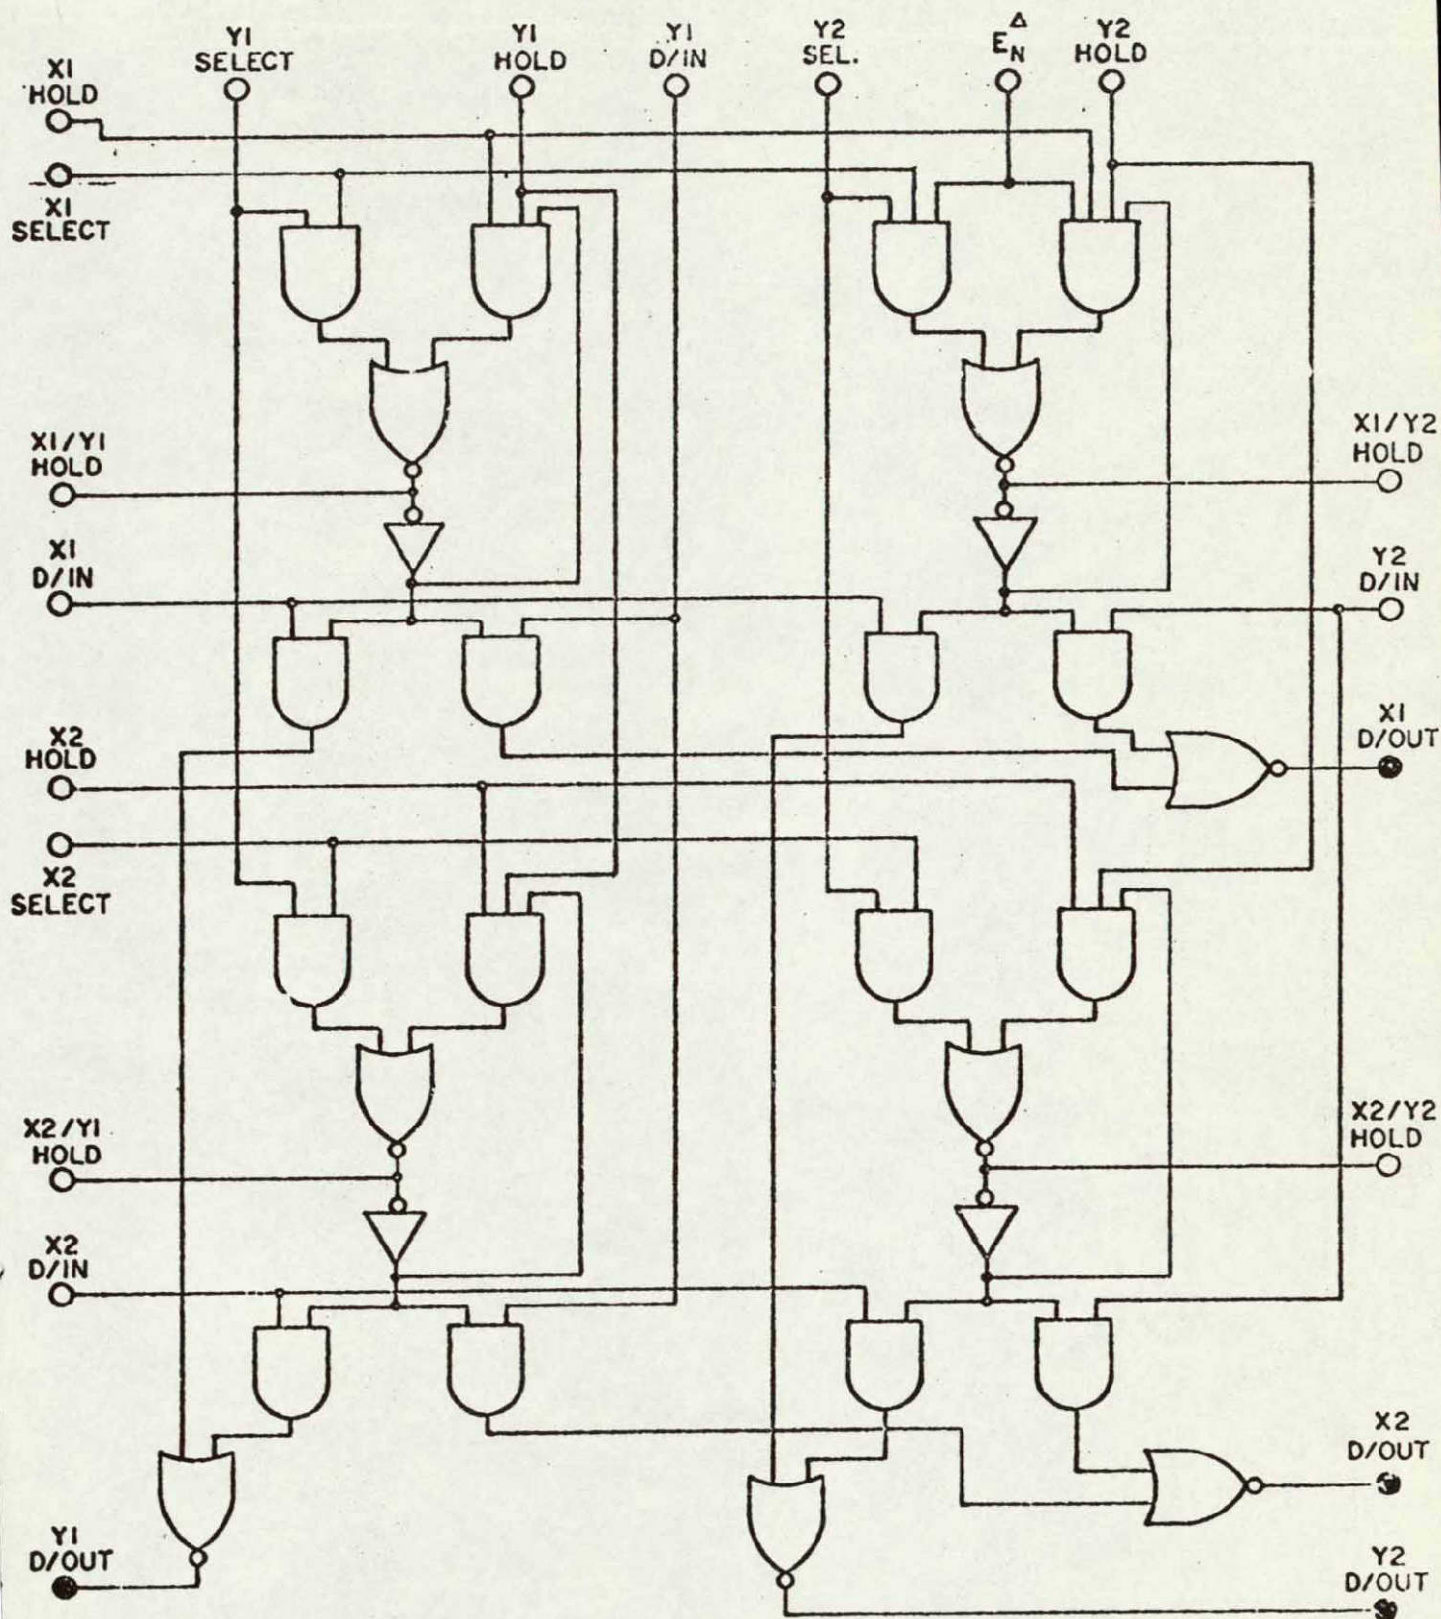 Y1
SELECT
Y1
HOLD
Y1
D/IN
Y2
SEL.
Δ
EN
Y2
HOLD
X1
HOLD
X1
SELECT
X1/Y1
HOLD
X1/Y2
HOLD
X1
D/IN
Y2
D/IN
X1
D/OUT
X2
HOLD
X2
SELECT
X2/Y1
HOLD
X2/Y2
HOLD
X2
D/IN
X2
D/OUT
Y1
D/OUT
Y2
D/OUT